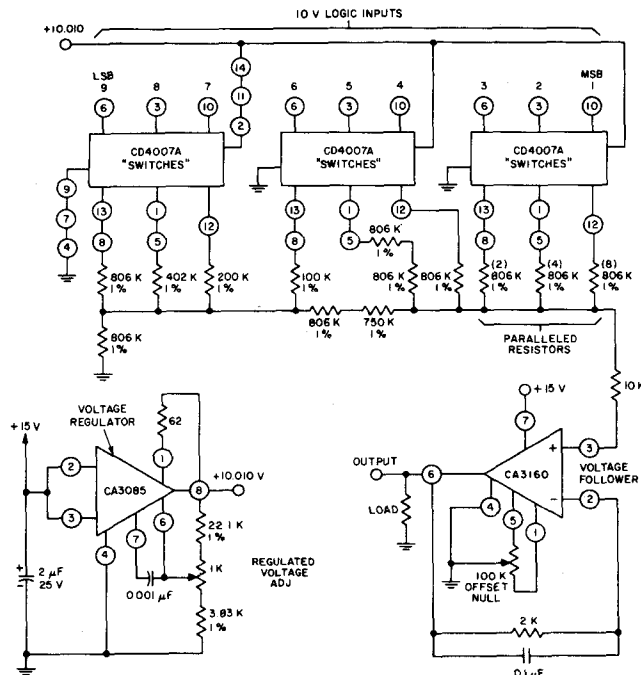 10 V LOGIC INPUTS
+10.010
LSB
9 8 7 6 5 4 3 2 MSB
1
14
11
2
6 3 10 6 3 10 6 3 10
CD4007A
"SWITCHES"
CD4007A
"SWITCHES"
CD4007A
"SWITCHES"
9
7
4
13 1 12 13 1 12 13 1 12
8 5 8 5 8 5
806 K
1%
806 K
1%
402 K
1%
200 K
1%
100 K
1%
806 K
1%
806 K
1%
(2)
806 K
1%
(4)
806 K
1%
(8)
806 K
1%
806 K
1%
750 K
1%
806 K
1%
PARALLELED
RESISTORS
10K
+15 V
VOLTAGE
REGULATOR
62
+15 V
1
2
3
CA3085
8
+10.010 V
4
7
6
22.1 K
1%
1K
REGULATED
VOLTAGE
ADJ
2 µF
25 V
+
-
0.001 µF
3.83 K
1%
7
OUTPUT
6
CA3160
+
-
3
2
VOLTAGE
FOLLOWER
LOAD
4
5
1
100 K
OFFSET
NULL
2 K
0.1 µF